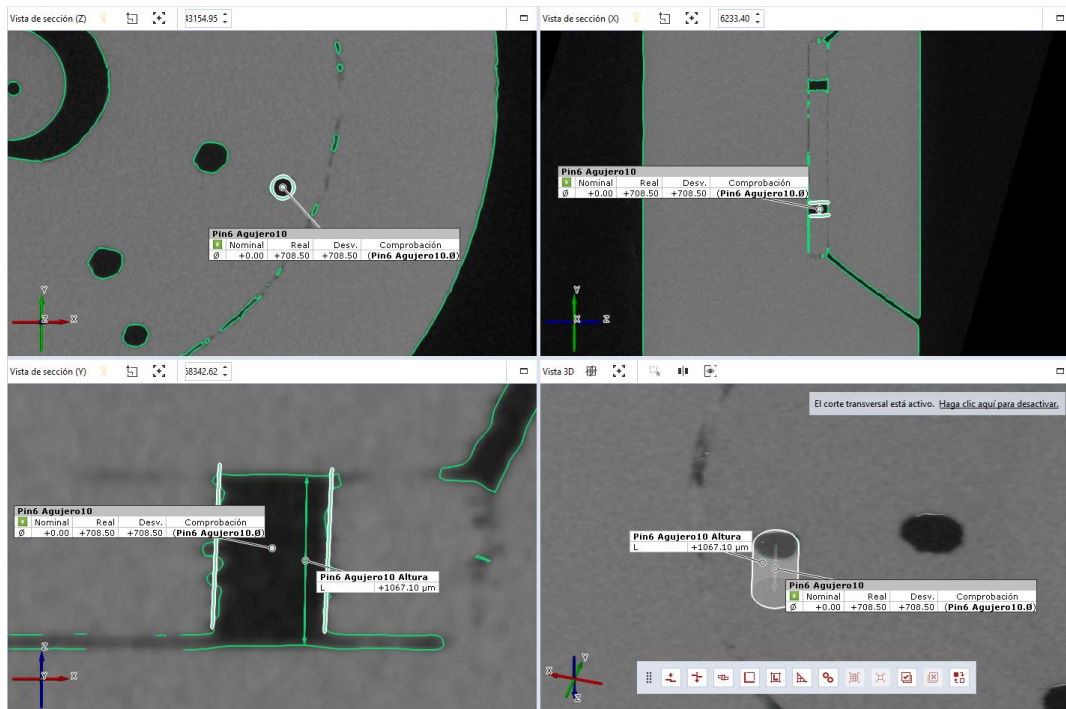 Vista de sección (Z) 43154.95
Pin6 Agujero10
Nominal Real Desv. Comprobación
Ø +0.00 +708.50 +708.50 (Pin6 Agujero10.Ø)
Y
Z X
Vista de sección (X) 6233.40
Pin6 Agujero10
Nominal Real Desv. Comprobación
Ø +0.00 +708.50 +708.50 (Pin6 Agujero10.Ø)
Y
X Z
Vista de sección (Y) 58342.62
Pin6 Agujero10
Nominal Real Desv. Comprobación
Ø +0.00 +708.50 +708.50 (Pin6 Agujero10.Ø)
Pin6 Agujero10 Altura
L +1067.10 µm
Z
Y X
Vista 3D
El corte transversal está activo. Haga clic aquí para desactivar.
Pin6 Agujero10 Altura
L +1067.10 µm
Pin6 Agujero10
Nominal Real Desv. Comprobación
Ø +0.00 +708.50 +708.50 (Pin6 Agujero10.Ø)
X Y
Z